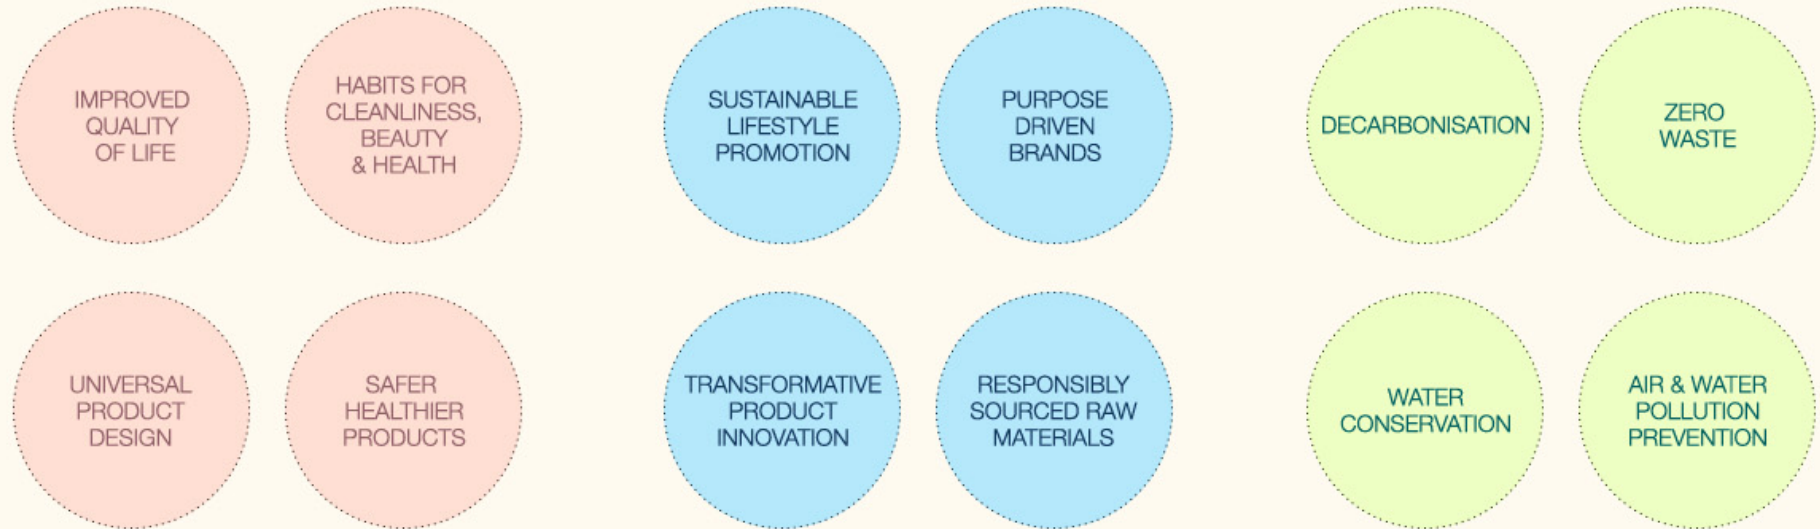 IMPROVED
QUALITY
OF LIFE
HABITS FOR
CLEANLINESS,
BEAUTY
& HEALTH
SUSTAINABLE
LIFESTYLE
PROMOTION
PURPOSE
DRIVEN
BRANDS
DECARBONISATION
ZERO
WASTE
UNIVERSAL
PRODUCT
DESIGN
SAFER
HEALTHIER
PRODUCTS
TRANSFORMATIVE
PRODUCT
INNOVATION
RESPONSIBLY
SOURCED RAW
MATERIALS
WATER
CONSERVATION
AIR & WATER
POLLUTION
PREVENTION